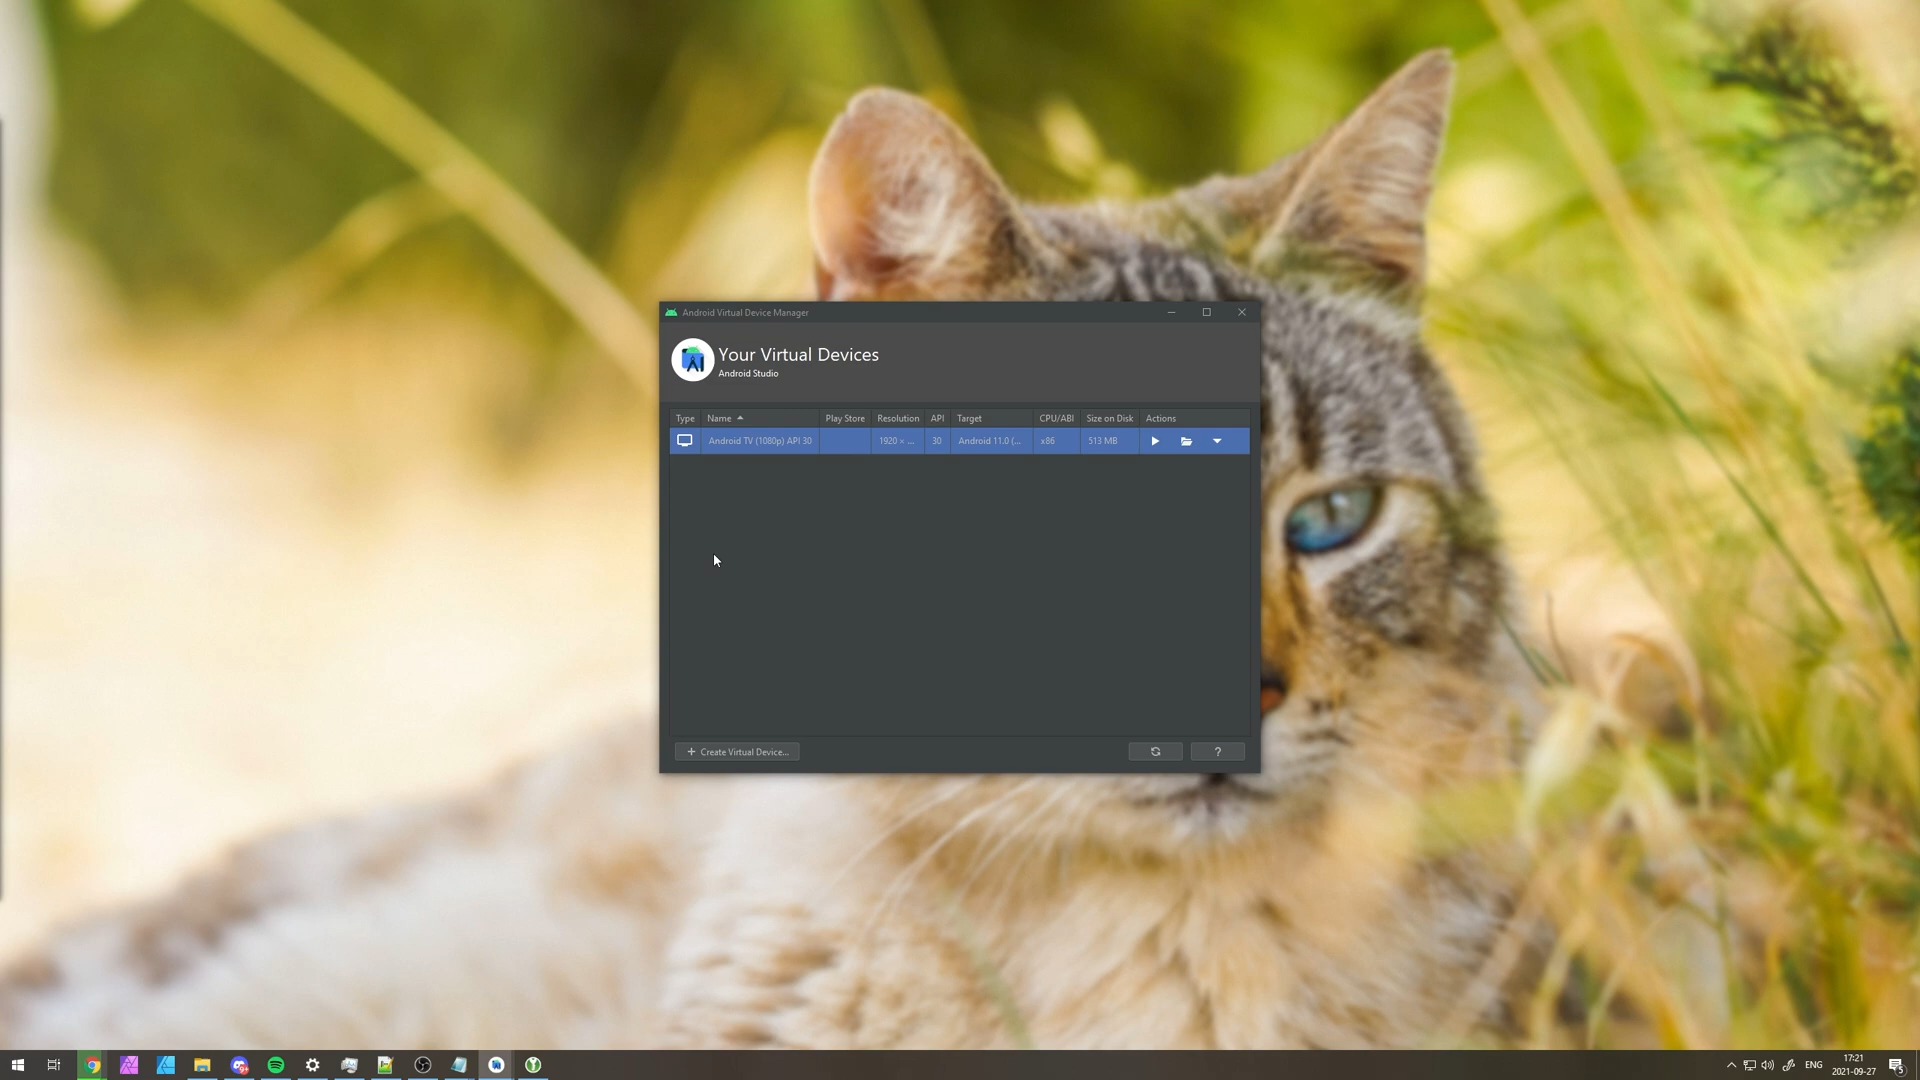 Android Virtual Device Manager
Your Virtual Devices
Android Studio
Type Name Play Store Resolution API Target CPU/ABI Size on Disk Actions
Android TV (1080p) API 30 1920 × ... 30 Android 11.0 (... x86 513 MB
+ Create Virtual Device... ?
9+ ENG 17:21 5
2021-09-27